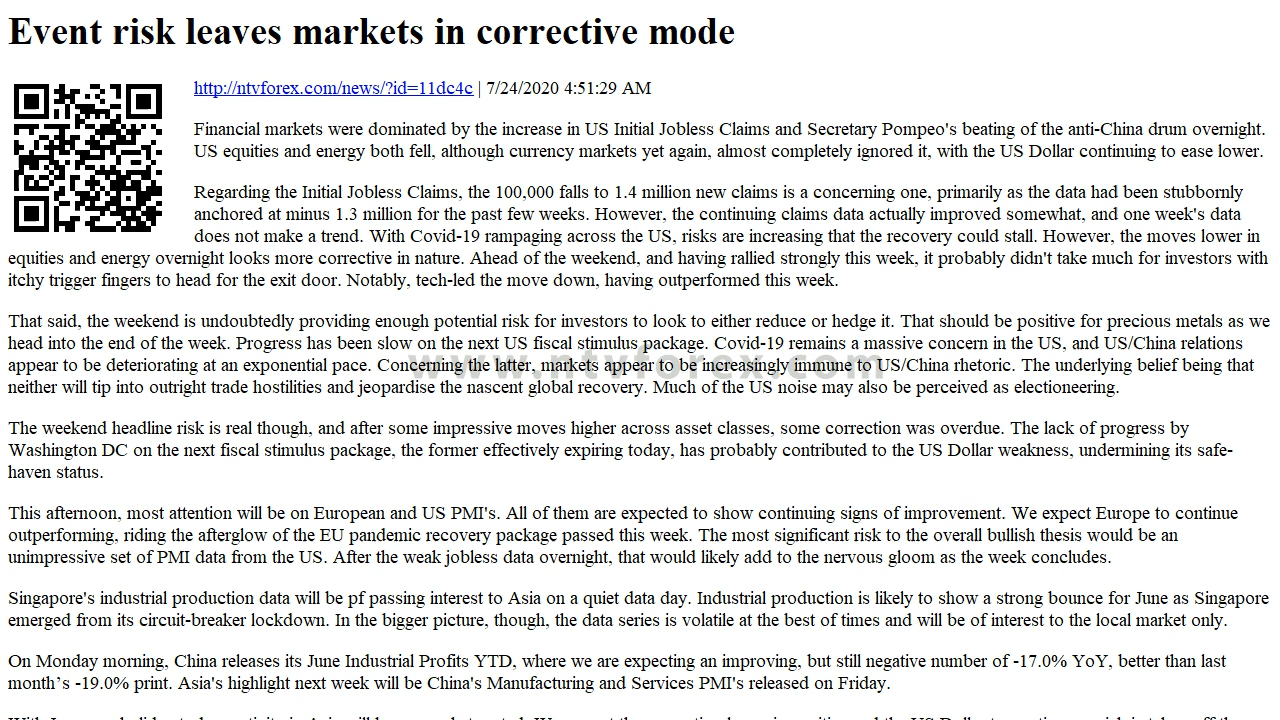 Event risk leaves markets in corrective mode
http://ntvforex.com/news/?id=11dc4c | 7/24/2020 4:51:29 AM
Financial markets were dominated by the increase in US Initial Jobless Claims and Secretary Pompeo's beating of the anti-China drum overnight.
US equities and energy both fell, although currency markets yet again, almost completely ignored it, with the US Dollar continuing to ease lower.
Regarding the Initial Jobless Claims, the 100,000 falls to 1.4 million new claims is a concerning one, primarily as the data had been stubbornly
anchored at minus 1.3 million for the past few weeks. However, the continuing claims data actually improved somewhat, and one week's data
does not make a trend. With Covid-19 rampaging across the US, risks are increasing that the recovery could stall. However, the moves lower in
equities and energy overnight looks more corrective in nature. Ahead of the weekend, and having rallied strongly this week, it probably didn't take much for investors with
itchy trigger fingers to head for the exit door. Notably, tech-led the move down, having outperformed this week.
That said, the weekend is undoubtedly providing enough potential risk for investors to look to either reduce or hedge it. That should be positive for precious metals as we
head into the end of the week. Progress has been slow on the next US fiscal stimulus package. Covid-19 remains a massive concern in the US, and US/China relations
appear to be deteriorating at an exponential pace. Concerning the latter, markets appear to be increasingly immune to US/China rhetoric. The underlying belief being that
neither will tip into outright trade hostilities and jeopardise the nascent global recovery. Much of the US noise may also be perceived as electioneering.
www.ntvforex.com
The weekend headline risk is real though, and after some impressive moves higher across asset classes, some correction was overdue. The lack of progress by
Washington DC on the next fiscal stimulus package, the former effectively expiring today, has probably contributed to the US Dollar weakness, undermining its safe-
haven status.
This afternoon, most attention will be on European and US PMI's. All of them are expected to show continuing signs of improvement. We expect Europe to continue
outperforming, riding the afterglow of the EU pandemic recovery package passed this week. The most significant risk to the overall bullish thesis would be an
unimpressive set of PMI data from the US. After the weak jobless data overnight, that would likely add to the nervous gloom as the week concludes.
Singapore's industrial production data will be pf passing interest to Asia on a quiet data day. Industrial production is likely to show a strong bounce for June as Singapore
emerged from its circuit-breaker lockdown. In the bigger picture, though, the data series is volatile at the best of times and will be of interest to the local market only.
On Monday morning, China releases its June Industrial Profits YTD, where we are expecting an improving, but still negative number of -17.0% YoY, better than last
month’s -19.0% print. Asia's highlight next week will be China's Manufacturing and Services PMI's released on Friday.